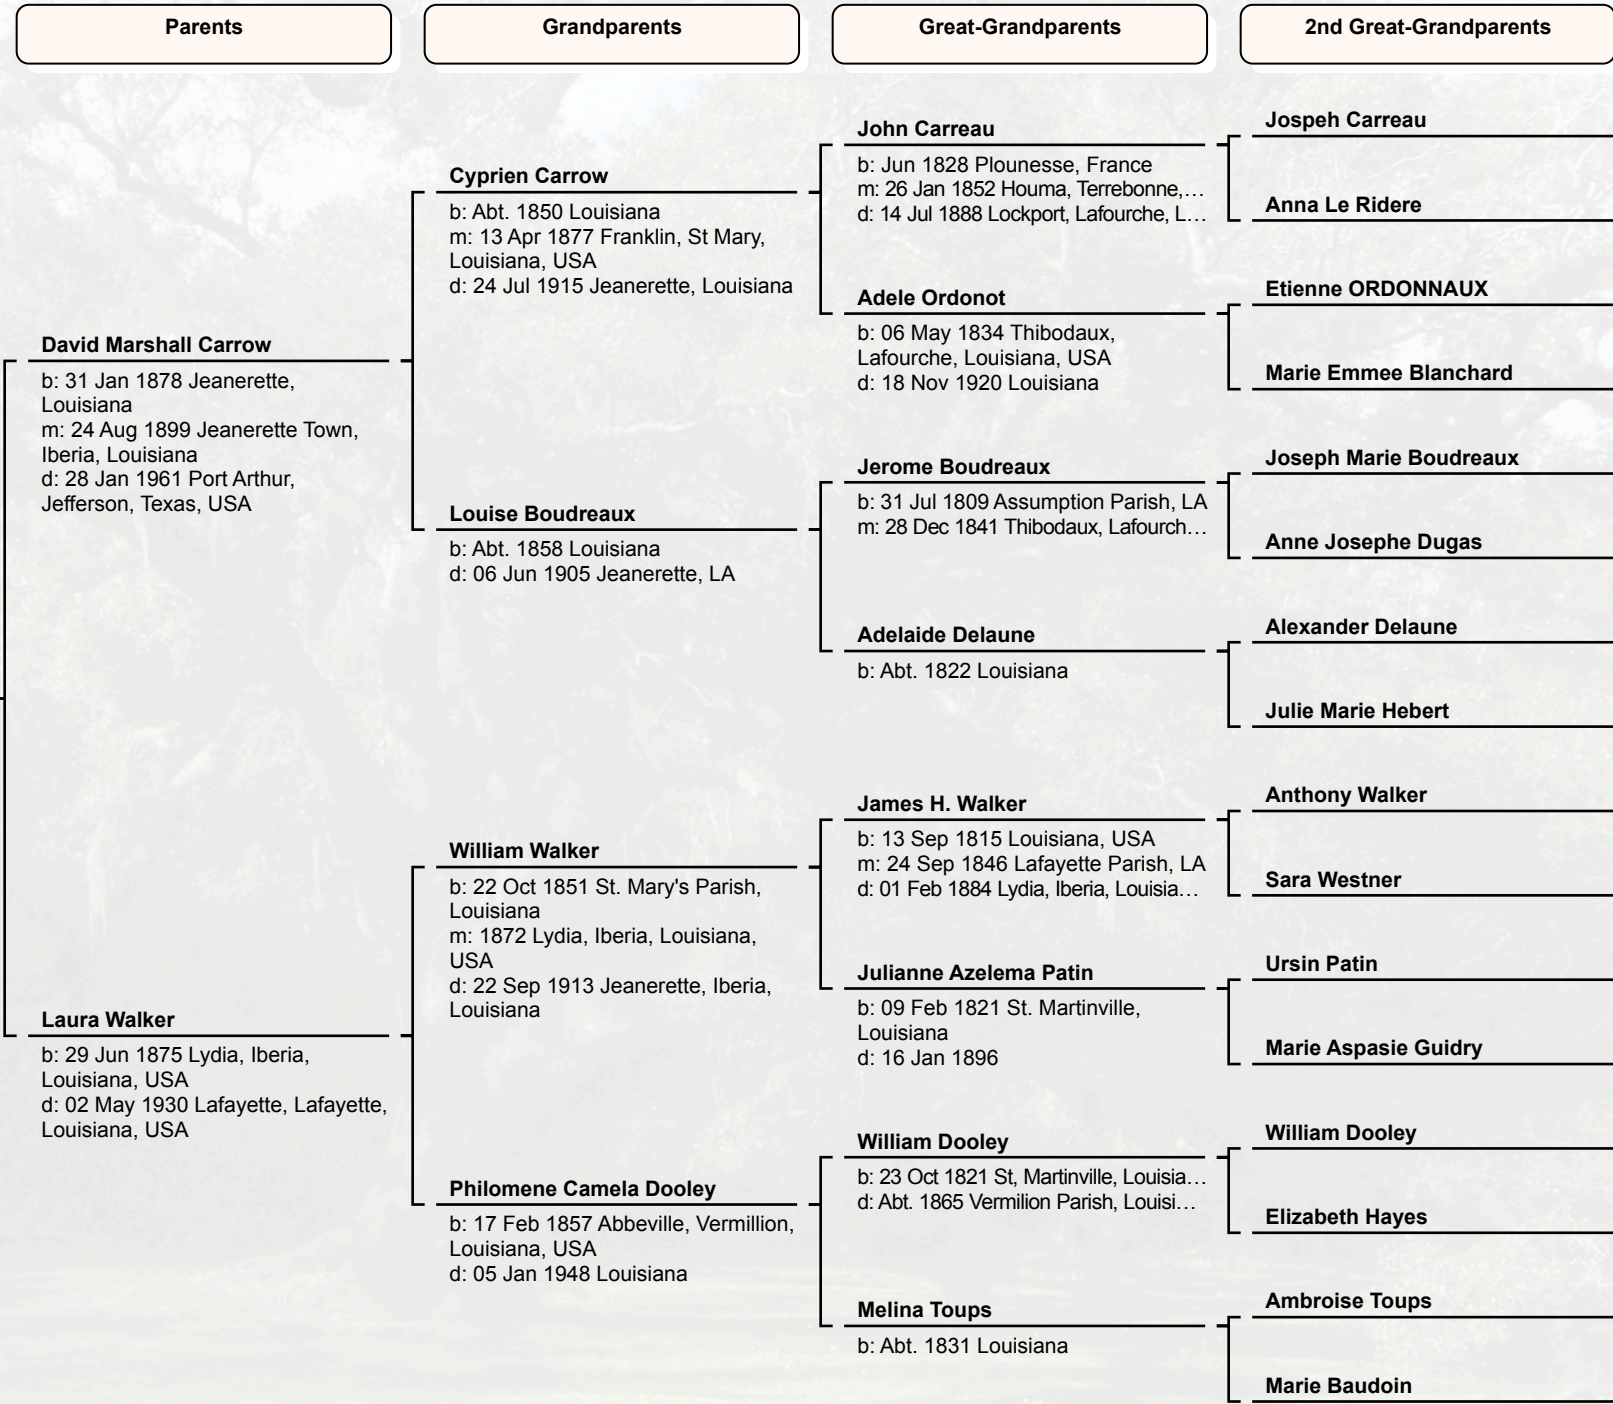 Parents
Grandparents
Great-Grandparents
2nd Great-Grandparents
David Marshall Carrow
b: 31 Jan 1878 Jeanerette,
Louisiana
m: 24 Aug 1899 Jeanerette Town,
Iberia, Louisiana
d: 28 Jan 1961 Port Arthur,
Jefferson, Texas, USA
Laura Walker
b: 29 Jun 1875 Lydia, Iberia,
Louisiana, USA
d: 02 May 1930 Lafayette, Lafayette,
Louisiana, USA
Cyprien Carrow
b: Abt. 1850 Louisiana
m: 13 Apr 1877 Franklin, St Mary,
Louisiana, USA
d: 24 Jul 1915 Jeanerette, Louisiana
Louise Boudreaux
b: Abt. 1858 Louisiana
d: 06 Jun 1905 Jeanerette, LA
William Walker
b: 22 Oct 1851 St. Mary's Parish,
Louisiana
m: 1872 Lydia, Iberia, Louisiana,
USA
d: 22 Sep 1913 Jeanerette, Iberia,
Louisiana
Philomene Camela Dooley
b: 17 Feb 1857 Abbeville, Vermillion,
Louisiana, USA
d: 05 Jan 1948 Louisiana
John Carreau
b: Jun 1828 Plounesse, France
m: 26 Jan 1852 Houma, Terrebonne,…
d: 14 Jul 1888 Lockport, Lafourche, L…
Adele Ordonot
b: 06 May 1834 Thibodaux,
Lafourche, Louisiana, USA
d: 18 Nov 1920 Louisiana
Jerome Boudreaux
b: 31 Jul 1809 Assumption Parish, LA
m: 28 Dec 1841 Thibodaux, Lafourch…
Adelaide Delaune
b: Abt. 1822 Louisiana
James H. Walker
b: 13 Sep 1815 Louisiana, USA
m: 24 Sep 1846 Lafayette Parish, LA
d: 01 Feb 1884 Lydia, Iberia, Louisia…
Julianne Azelema Patin
b: 09 Feb 1821 St. Martinville,
Louisiana
d: 16 Jan 1896
William Dooley
b: 23 Oct 1821 St, Martinville, Louisia…
d: Abt. 1865 Vermilion Parish, Louisi…
Melina Toups
b: Abt. 1831 Louisiana
Jospeh Carreau
Anna Le Ridere
Etienne ORDONNAUX
Marie Emmee Blanchard
Joseph Marie Boudreaux
Anne Josephe Dugas
Alexander Delaune
Julie Marie Hebert
Anthony Walker
Sara Westner
Ursin Patin
Marie Aspasie Guidry
William Dooley
Elizabeth Hayes
Ambroise Toups
Marie Baudoin